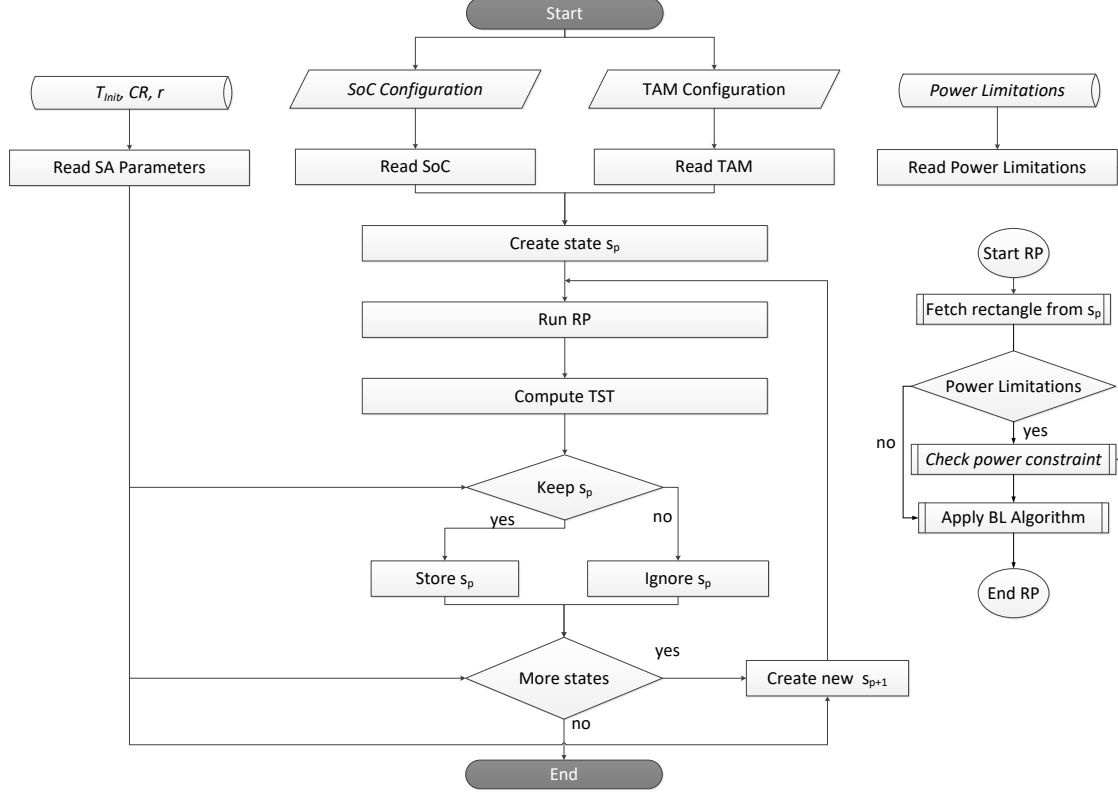 Start
T_Init, CR, r
SoC Configuration
TAM Configuration
Power Limitations
Read SA Parameters
Read SoC
Read TAM
Read Power Limitations
Create state s_p
Start RP
Run RP
Fetch rectangle from s_p
Compute TST
Power Limitations
no
yes
Check power constraint
Keep s_p
yes
no
Apply BL Algorithm
Store s_p
Ignore s_p
End RP
More states
yes
Create new s_p+1
no
End